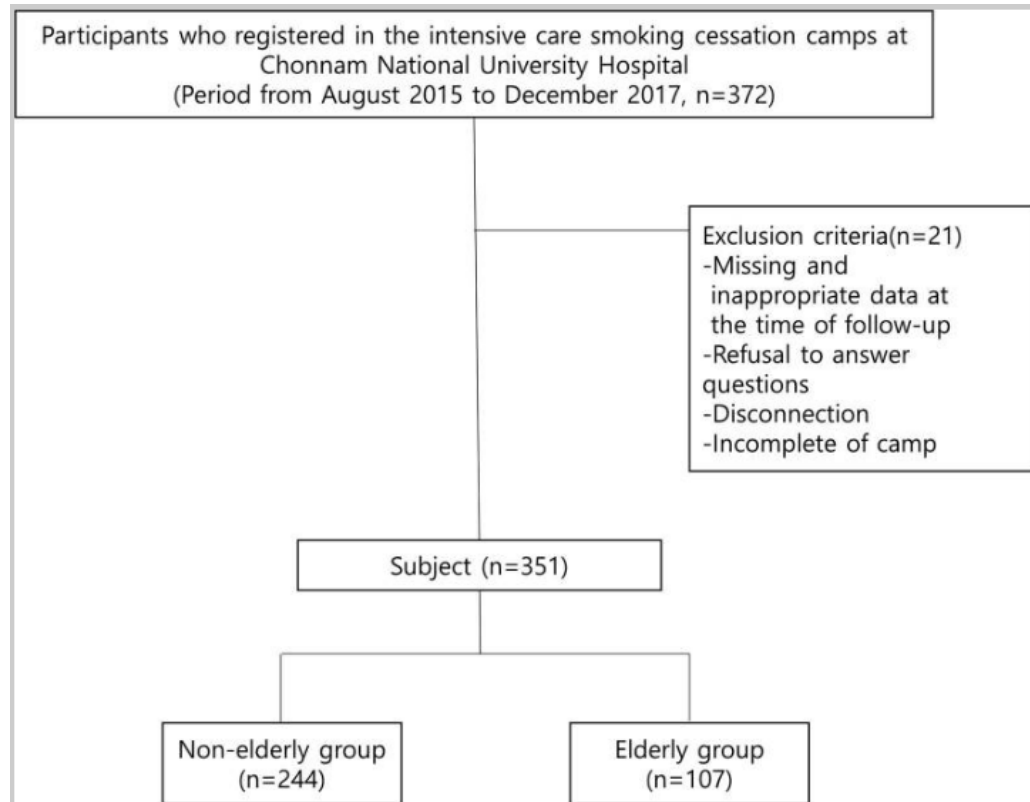 Participants who registered in the intensive care smoking cessation camps at
Chonnam National University Hospital
(Period from August 2015 to December 2017, n=372)
Exclusion criteria(n=21)
-Missing and
inappropriate data at
the time of follow-up
-Refusal to answer
questions
-Disconnection
-Incomplete of camp
Subject (n=351)
Non-elderly group
(n=244)
Elderly group
(n=107)